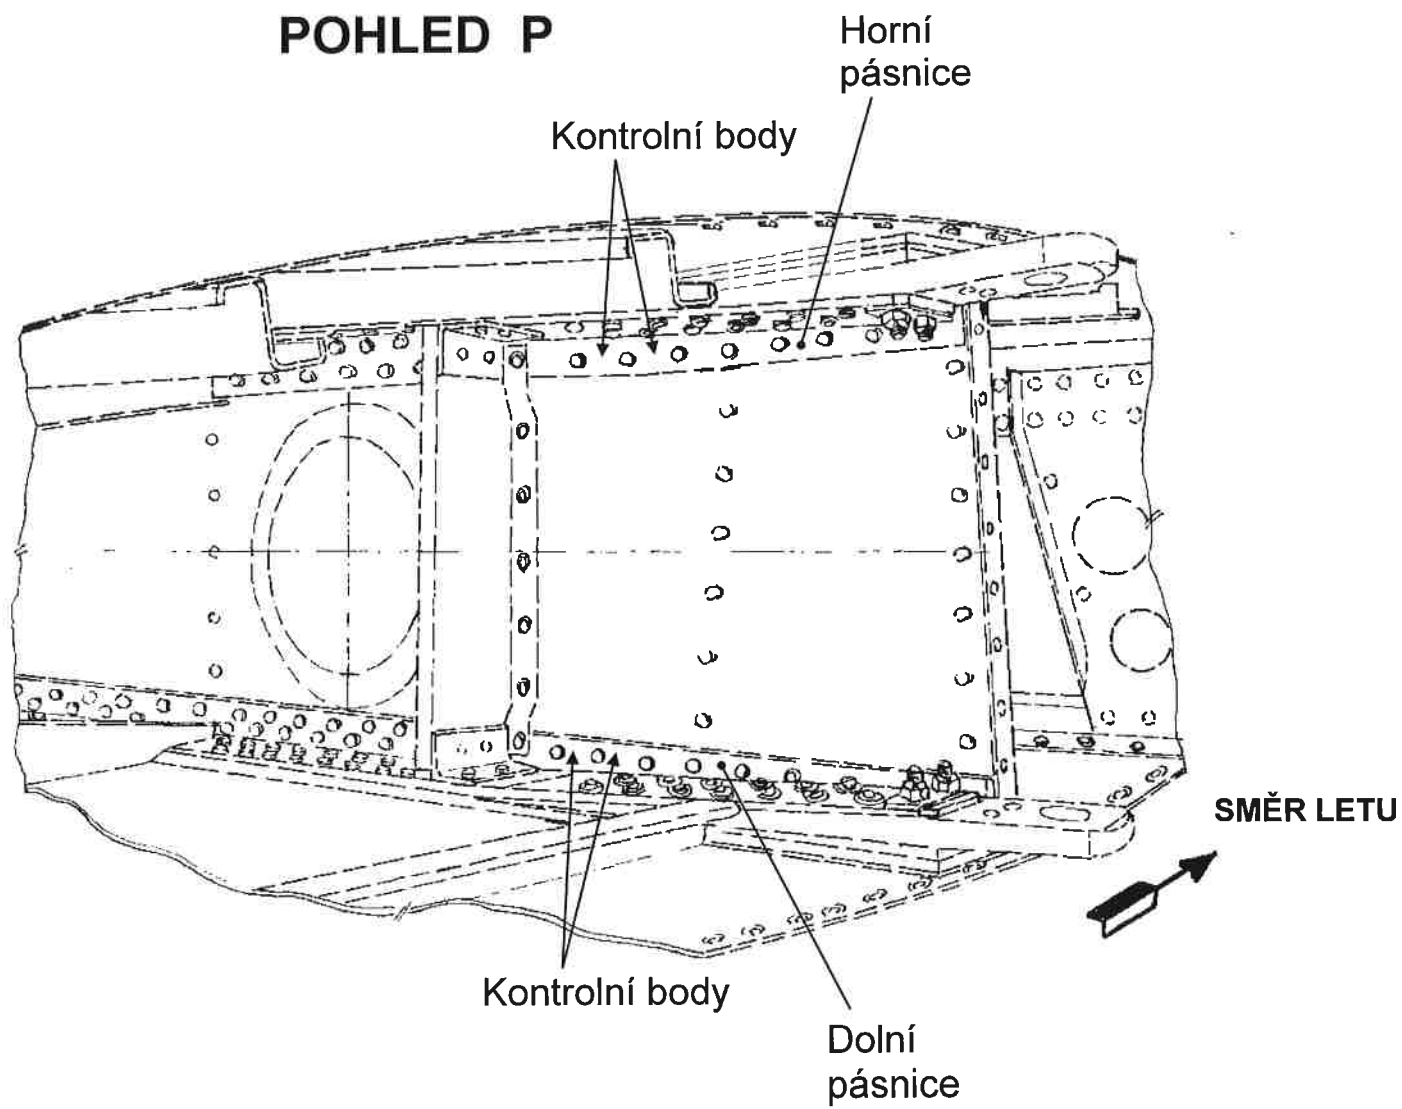 POHLED P
Horní
pásnice
Kontrolní body
SMĚR LETU
Kontrolní body
Dolní
pásnice